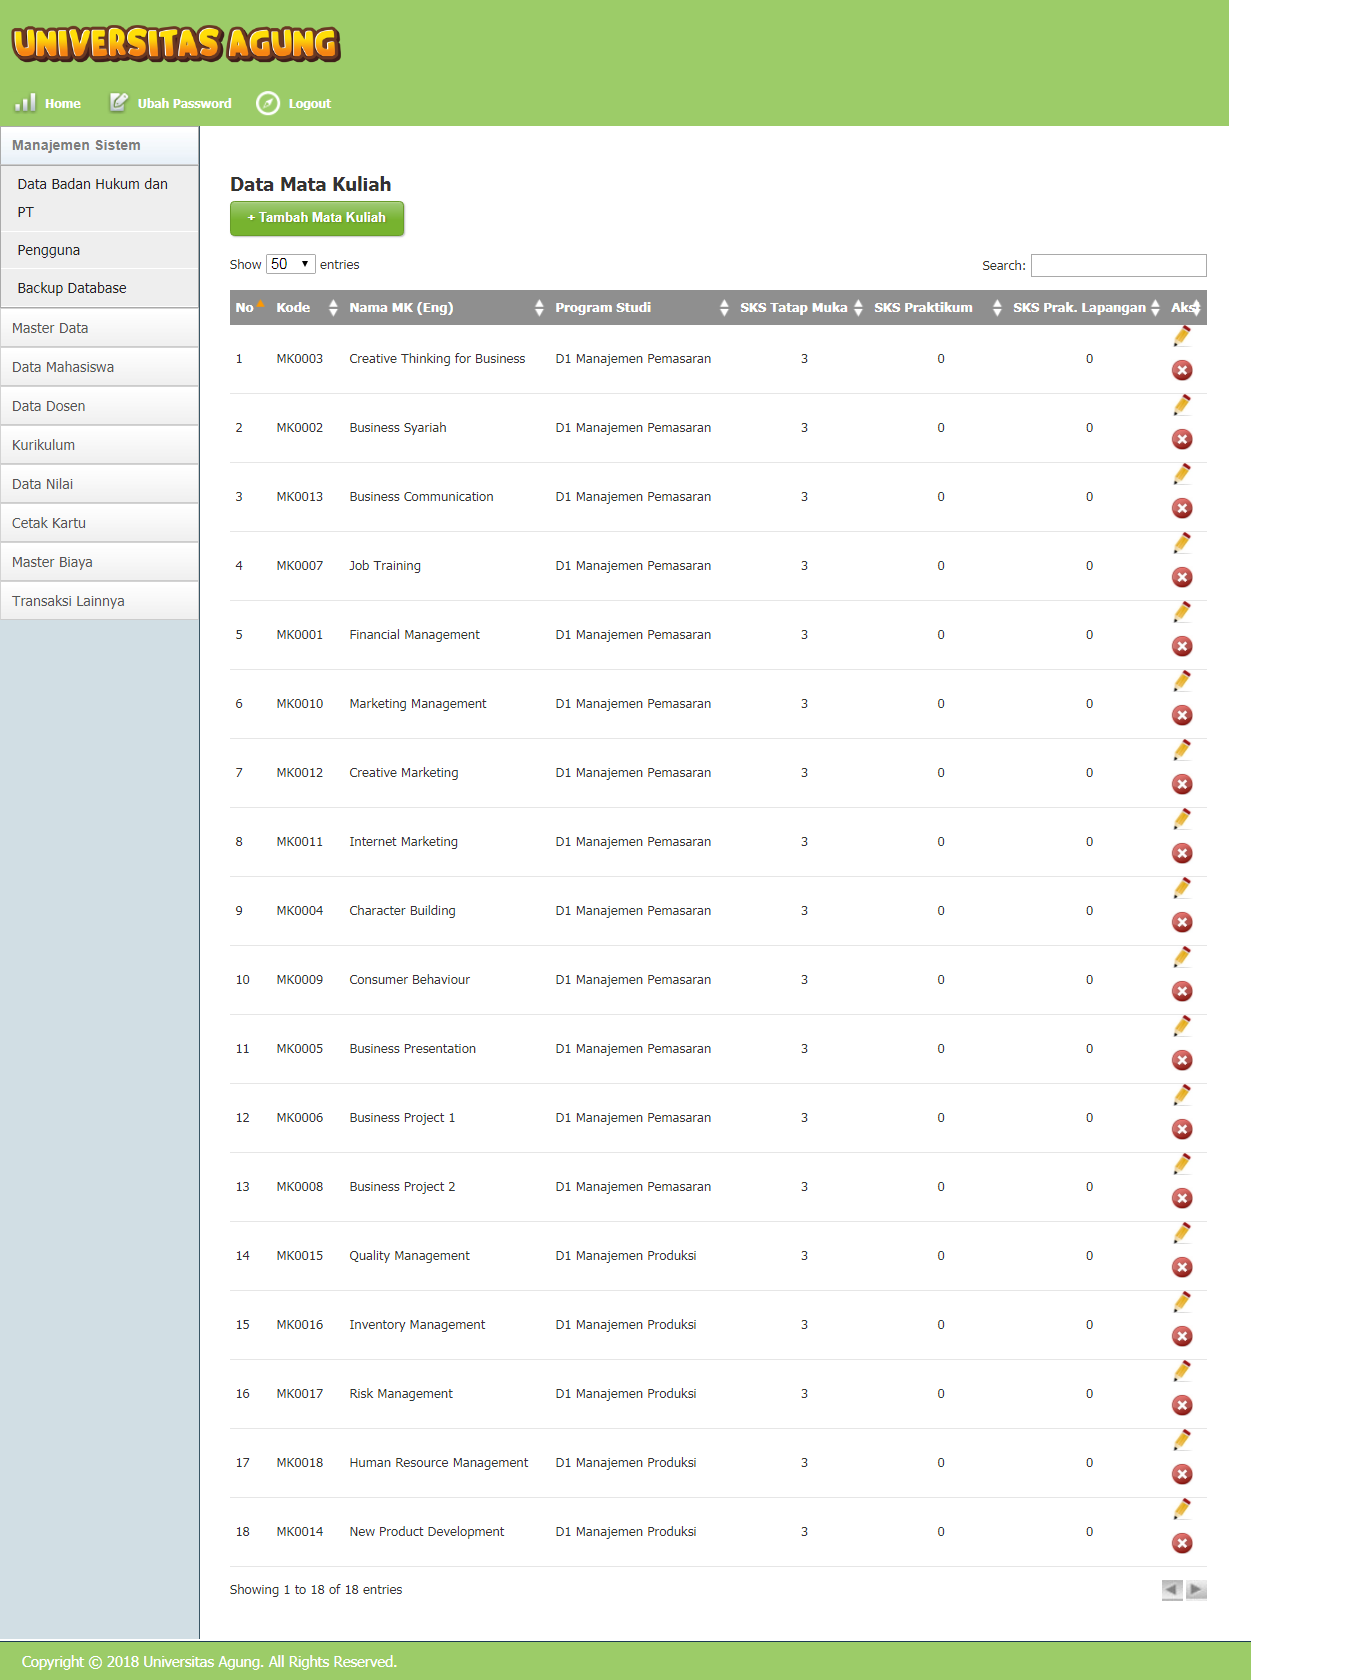 UNIVERSITAS AGUNG
Home Ubah Password Logout
Manajemen Sistem
Data Badan Hukum dan
PT
Pengguna
Backup Database
Master Data
Data Mahasiswa
Data Dosen
Kurikulum
Data Nilai
Cetak Kartu
Master Biaya
Transaksi Lainnya
Data Mata Kuliah
+ Tambah Mata Kuliah
Show 50 entries Search:
No Kode Nama MK (Eng) Program Studi SKS Tatap Muka SKS Praktikum SKS Prak. Lapangan Aksi
1 MK0003 Creative Thinking for Business D1 Manajemen Pemasaran 3 0 0
2 MK0002 Business Syariah D1 Manajemen Pemasaran 3 0 0
3 MK0013 Business Communication D1 Manajemen Pemasaran 3 0 0
4 MK0007 Job Training D1 Manajemen Pemasaran 3 0 0
5 MK0001 Financial Management D1 Manajemen Pemasaran 3 0 0
6 MK0010 Marketing Management D1 Manajemen Pemasaran 3 0 0
7 MK0012 Creative Marketing D1 Manajemen Pemasaran 3 0 0
8 MK0011 Internet Marketing D1 Manajemen Pemasaran 3 0 0
9 MK0004 Character Building D1 Manajemen Pemasaran 3 0 0
10 MK0009 Consumer Behaviour D1 Manajemen Pemasaran 3 0 0
11 MK0005 Business Presentation D1 Manajemen Pemasaran 3 0 0
12 MK0006 Business Project 1 D1 Manajemen Pemasaran 3 0 0
13 MK0008 Business Project 2 D1 Manajemen Pemasaran 3 0 0
14 MK0015 Quality Management D1 Manajemen Produksi 3 0 0
15 MK0016 Inventory Management D1 Manajemen Produksi 3 0 0
16 MK0017 Risk Management D1 Manajemen Produksi 3 0 0
17 MK0018 Human Resource Management D1 Manajemen Produksi 3 0 0
18 MK0014 New Product Development D1 Manajemen Produksi 3 0 0
Showing 1 to 18 of 18 entries
Copyright © 2018 Universitas Agung. All Rights Reserved.